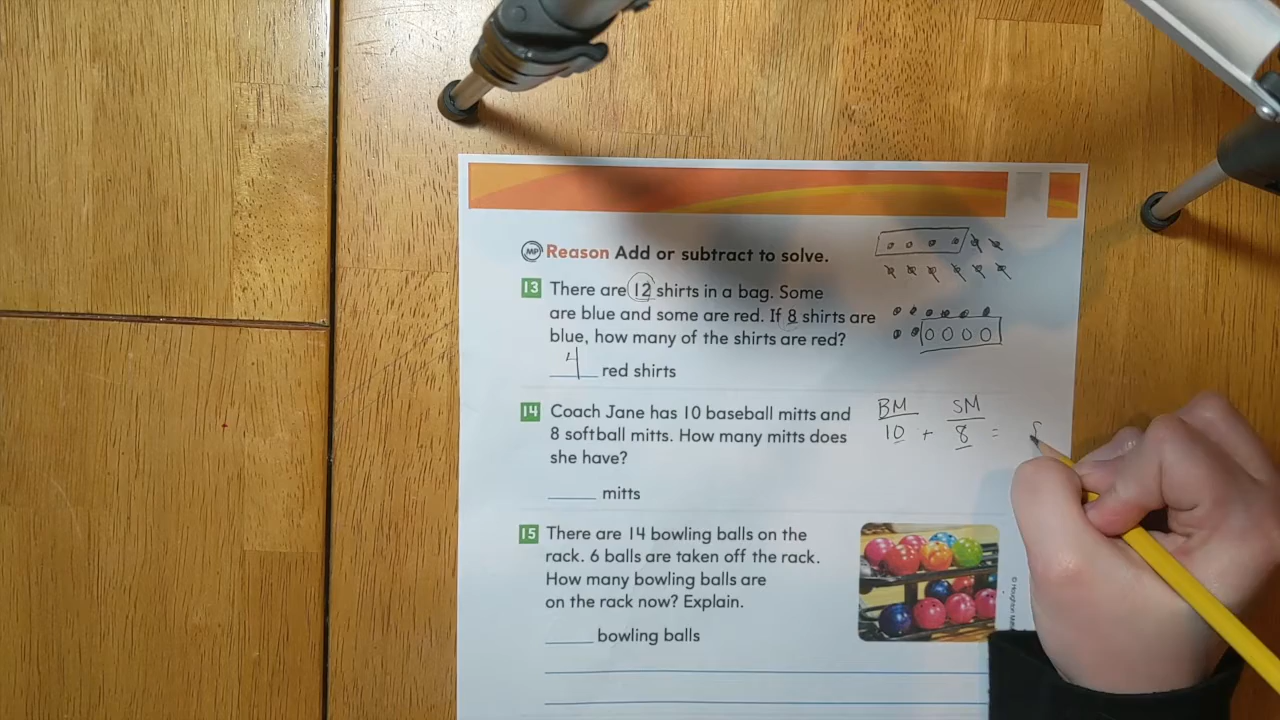 MP Reason Add or subtract to solve.
13 There are 12 shirts in a bag. Some
are blue and some are red. If 8 shirts are
blue, how many of the shirts are red?
4 red shirts
14 Coach Jane has 10 baseball mitts and
8 softball mitts. How many mitts does
she have?
BM SM
10 + 8 =
____ mitts
15 There are 14 bowling balls on the
rack. 6 balls are taken off the rack.
How many bowling balls are
on the rack now? Explain.
____ bowling balls